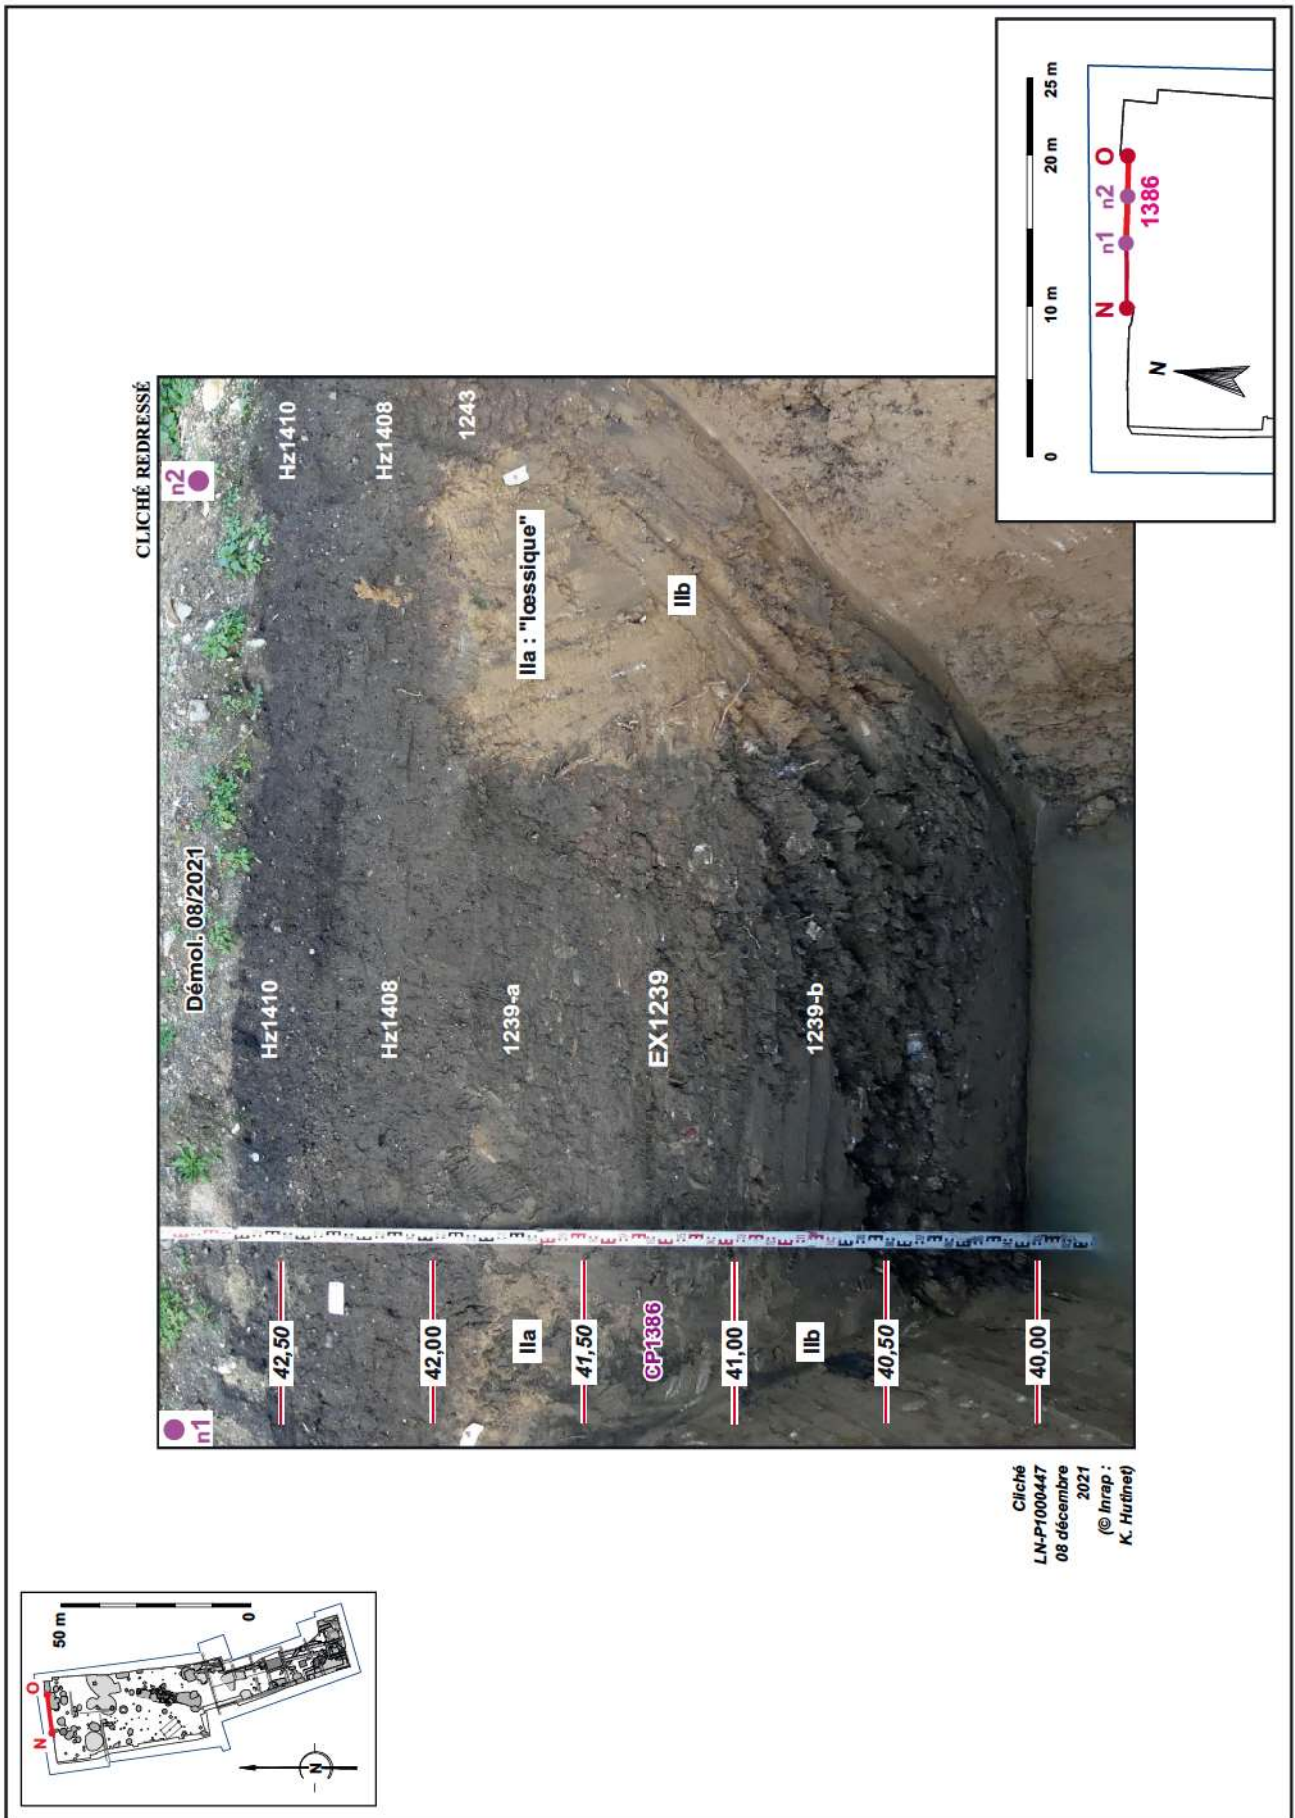 CLICHÉ REDRESSÉ
n1
n2
Démol. 08/2021
Hz1410
Hz1410
42,50
Hz1408
Hz1408
42,00
1239-a
1243
IIa
IIa : "lœssique"
41,50
CP1386
EX1239
IIb
41,00
IIb
1239-b
40,50
40,00
Cliché
LN-P1000447
08 décembre
2021
(© Inrap :
K. Hutinet)
50 m
0
N
O
N
0
10 m
20 m
25 m
N
n1
n2
O
1386
N